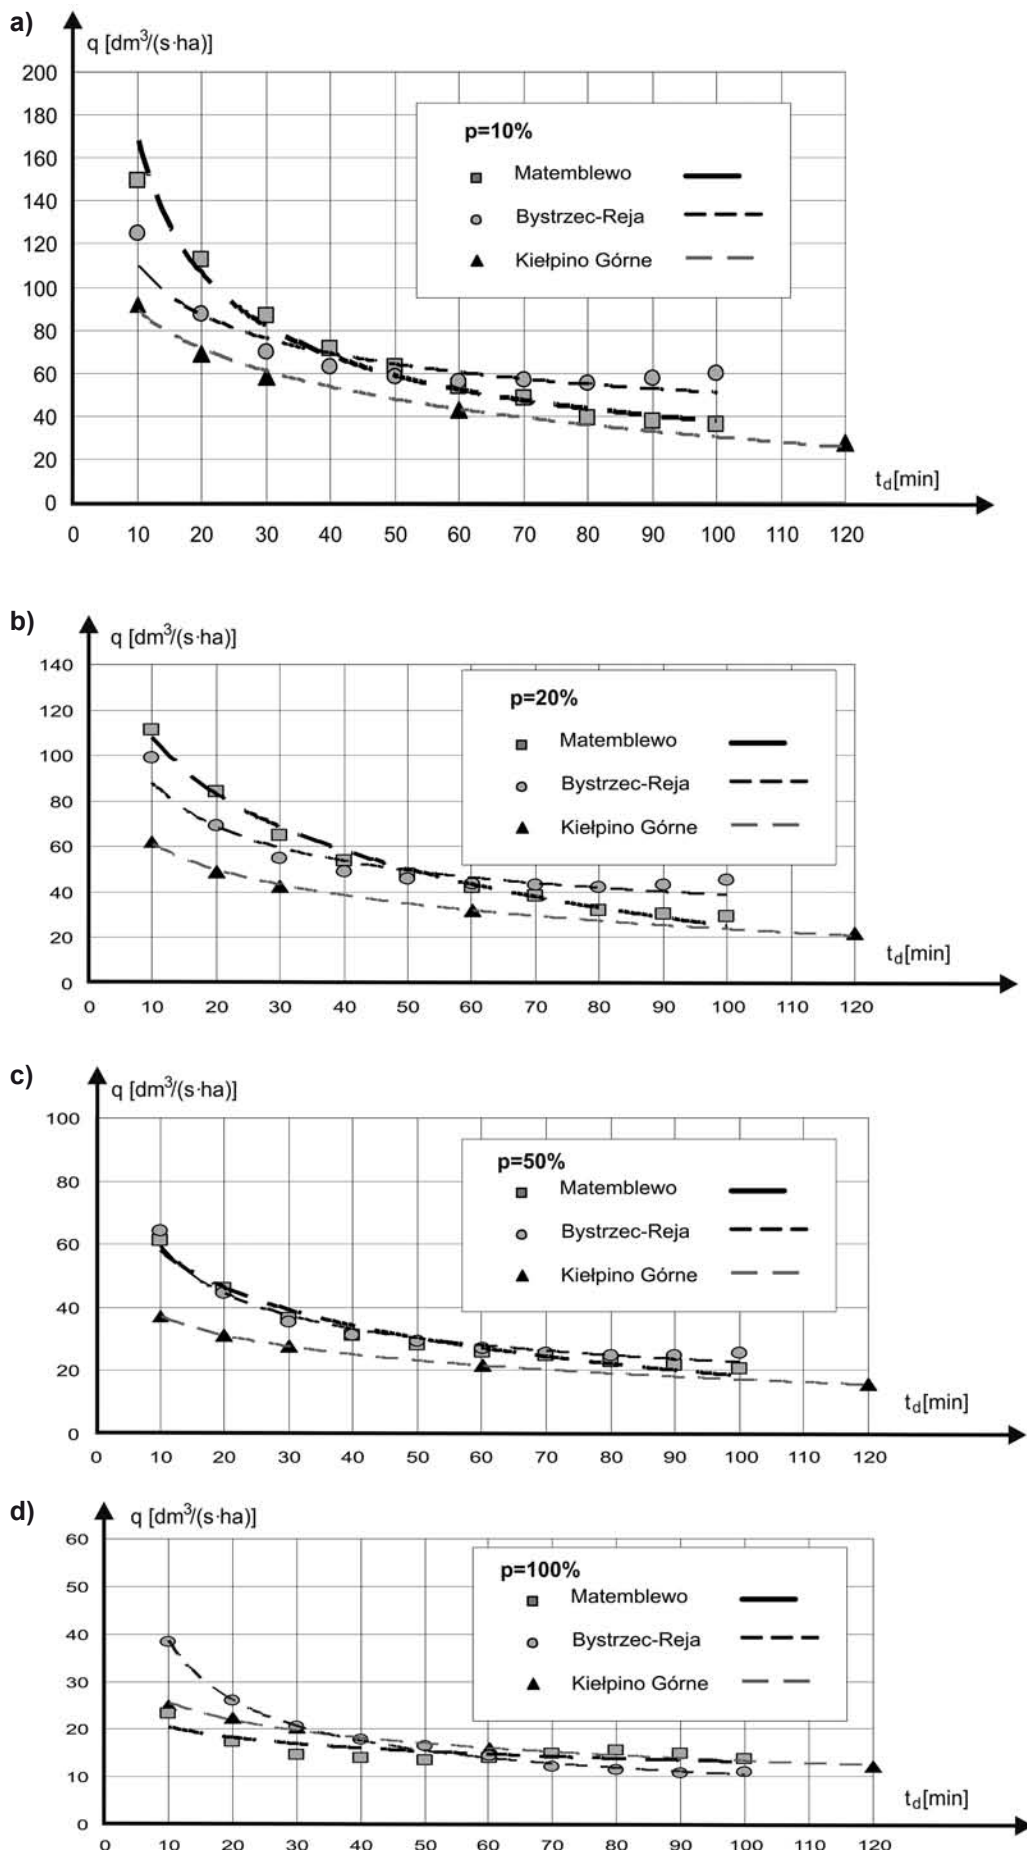 a)
q [dm³/(s·ha)]
200
180
160
140
120
100
80
60
40
20
0
p=10%
Matemblewo
Bystrzec-Reja
Kiełpino Górne
t_d[min]
0 10 20 30 40 50 60 70 80 90 100 110 120
b)
q [dm³/(s·ha)]
140
120
100
80
60
40
20
0
p=20%
Matemblewo
Bystrzec-Reja
Kiełpino Górne
t_d[min]
0 10 20 30 40 50 60 70 80 90 100 110 120
c)
q [dm³/(s·ha)]
100
80
60
40
20
0
p=50%
Matemblewo
Bystrzec-Reja
Kiełpino Górne
t_d[min]
0 10 20 30 40 50 60 70 80 90 100 110 120
d)
q [dm³/(s·ha)]
60
50
40
30
20
10
0
p=100%
Matemblewo
Bystrzec-Reja
Kiełpino Górne
t_d[min]
0 10 20 30 40 50 60 70 80 90 100 110 120